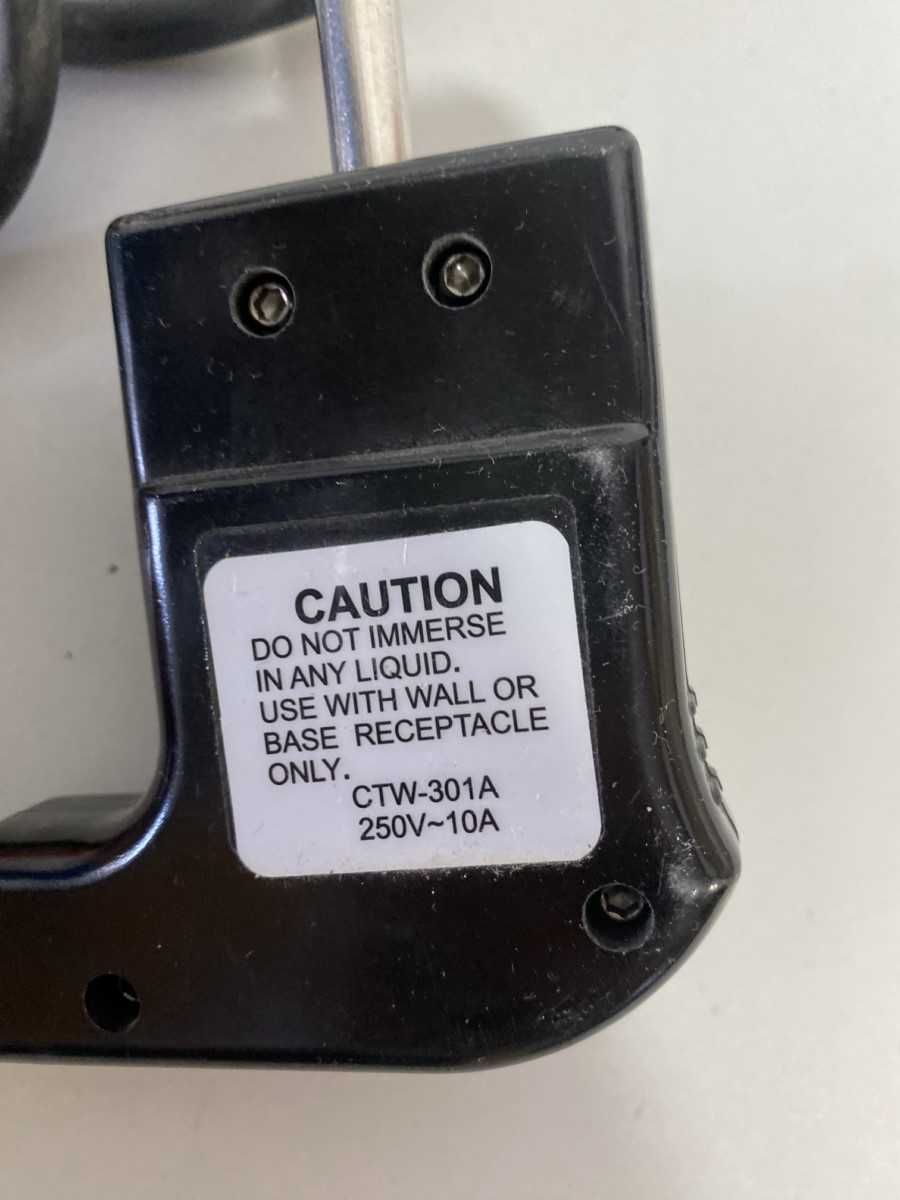 CAUTION
DO NOT IMMERSE
IN ANY LIQUID.
USE WITH WALL OR
BASE RECEPTACLE
ONLY.
CTW-301A
250V~10A